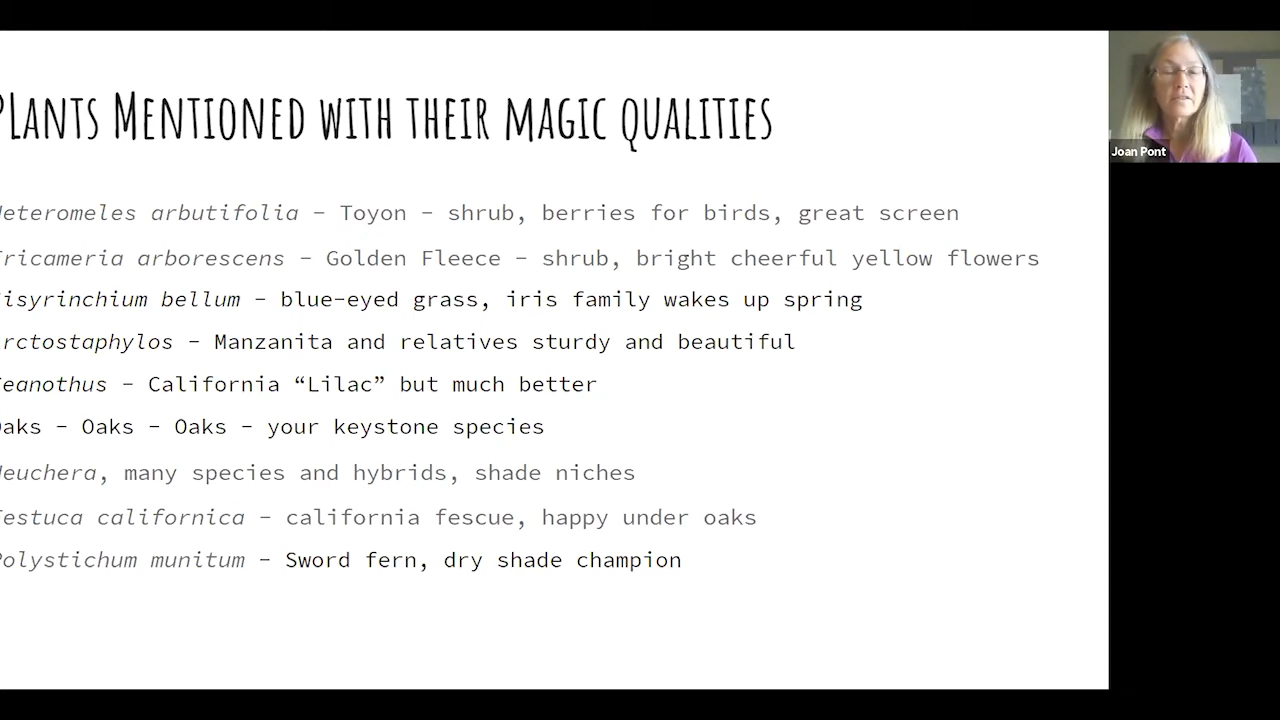 PLANTS MENTIONED WITH THEIR MAGIC QUALITIES
Joan Pont
Heteromeles arbutifolia – Toyon – shrub, berries for birds, great screen
Ericameria arborescens – Golden Fleece – shrub, bright cheerful yellow flowers
Sisyrinchium bellum – blue-eyed grass, iris family wakes up spring
Arctostaphylos – Manzanita and relatives sturdy and beautiful
Ceanothus – California “Lilac” but much better
Oaks – Oaks – Oaks – your keystone species
Heuchera, many species and hybrids, shade niches
Festuca californica – california fescue, happy under oaks
Polystichum munitum – Sword fern, dry shade champion